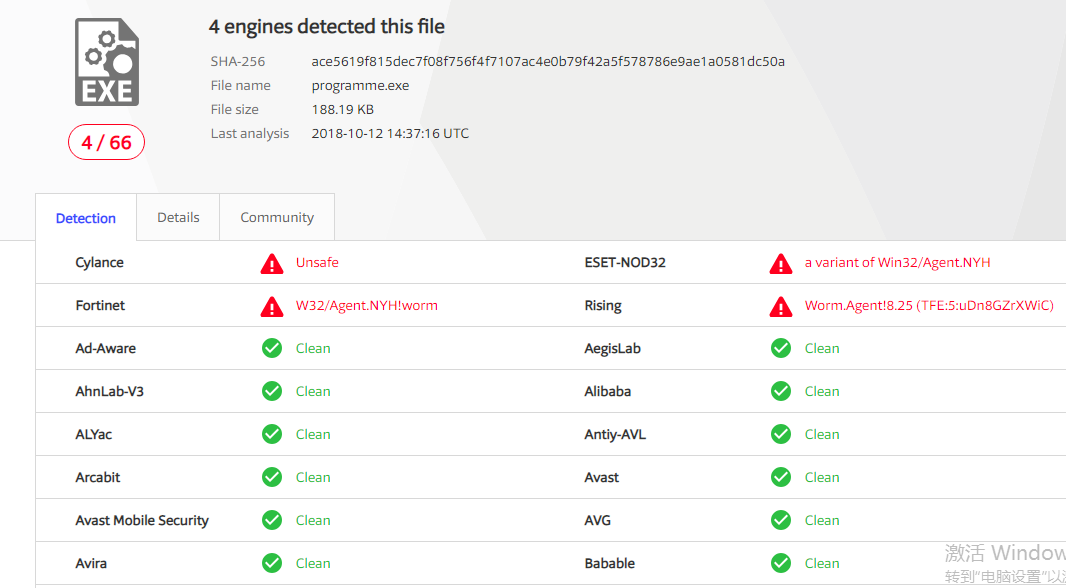 4 engines detected this file
SHA-256 ace5619f815dec7f08f756f4f7107ac4e0b79f42a5f578786e9ae1a0581dc50a
File name programme.exe
File size 188.19 KB
Last analysis 2018-10-12 14:37:16 UTC
EXE
4 / 66
Detection Details Community
Cylance Unsafe ESET-NOD32 a variant of Win32/Agent.NYH
Fortinet W32/Agent.NYH!worm Rising Worm.Agent!8.25 (TFE:5:uDn8GZrXWiC)
Ad-Aware Clean AegisLab Clean
AhnLab-V3 Clean Alibaba Clean
ALYac Clean Antiy-AVL Clean
Arcabit Clean Avast Clean
Avast Mobile Security Clean AVG Clean
Avira Clean Babable Clean
激活 Window
转到“电脑设置”以